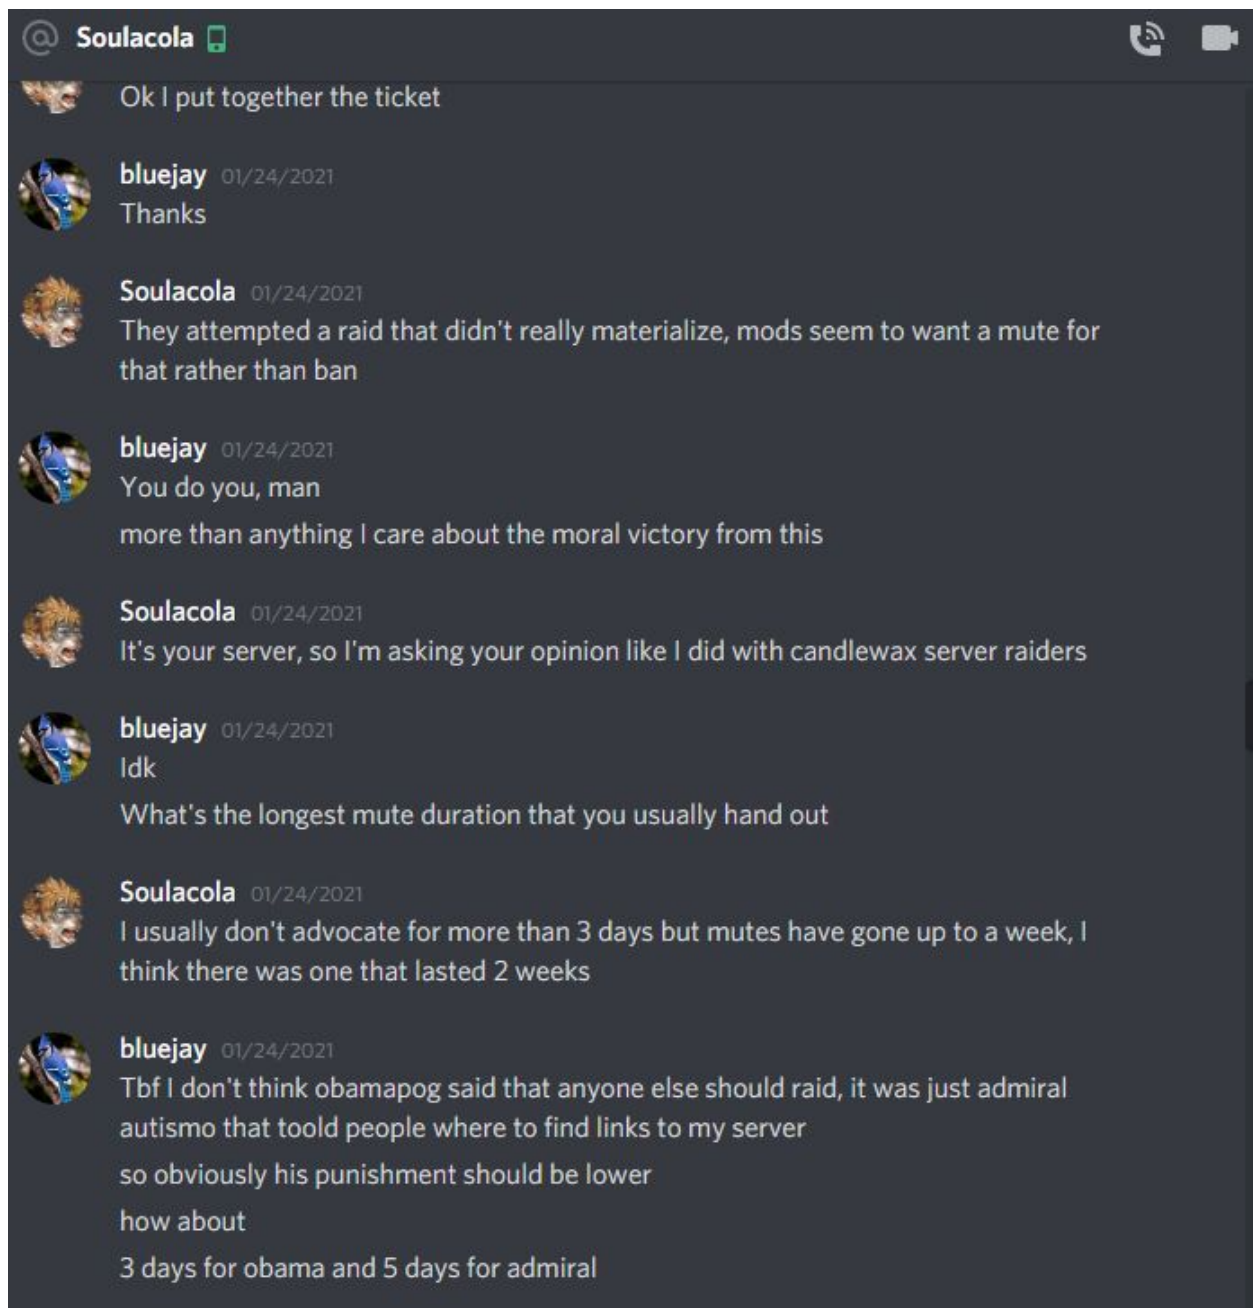 Soulacola
Ok I put together the ticket
bluejay 01/24/2021
Thanks
Soulacola 01/24/2021
They attempted a raid that didn't really materialize, mods seem to want a mute for
that rather than ban
bluejay 01/24/2021
You do you, man
more than anything I care about the moral victory from this
Soulacola 01/24/2021
It's your server, so I'm asking your opinion like I did with candlewax server raiders
bluejay 01/24/2021
Idk
What's the longest mute duration that you usually hand out
Soulacola 01/24/2021
I usually don't advocate for more than 3 days but mutes have gone up to a week, I
think there was one that lasted 2 weeks
bluejay 01/24/2021
Tbf I don't think obamapog said that anyone else should raid, it was just admiral
autismo that toold people where to find links to my server
so obviously his punishment should be lower
how about
3 days for obama and 5 days for admiral